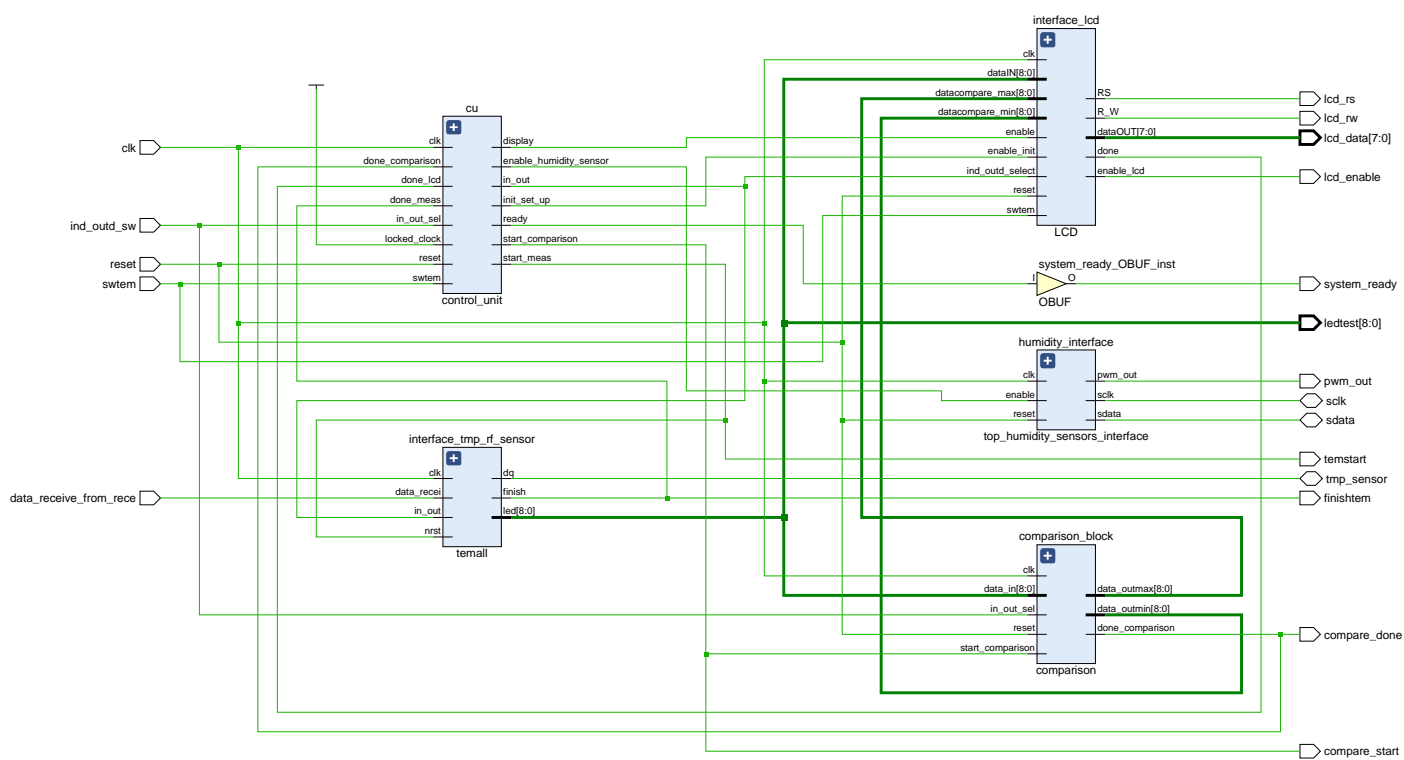 clk
ind_outd_sw
reset
swtem
data_receive_from_rece
cu
clk
done_comparison
done_lcd
done_meas
in_out_sel
locked_clock
reset
swtem
display
enable_humidity_sensor
in_out
init_set_up
ready
start_comparison
start_meas
control_unit
interface_tmp_rf_sensor
clk
data_recei
in_out
nrst
dq
finish
led[8:0]
temall
interface_lcd
clk
dataIN[8:0]
datacompare_max[8:0]
datacompare_min[8:0]
enable
enable_init
ind_outd_select
reset
swtem
RS
R_W
dataOUT[7:0]
done
enable_lcd
LCD
system_ready_OBUF_inst
I
O
OBUF
humidity_interface
clk
enable
reset
pwm_out
sclk
sdata
top_humidity_sensors_interface
comparison_block
clk
data_in[8:0]
in_out_sel
reset
start_comparison
data_outmax[8:0]
data_outmin[8:0]
done_comparison
comparison
lcd_rs
lcd_rw
lcd_data[7:0]
lcd_enable
system_ready
ledtest[8:0]
pwm_out
sclk
sdata
temstart
tmp_sensor
finishtem
compare_done
compare_start